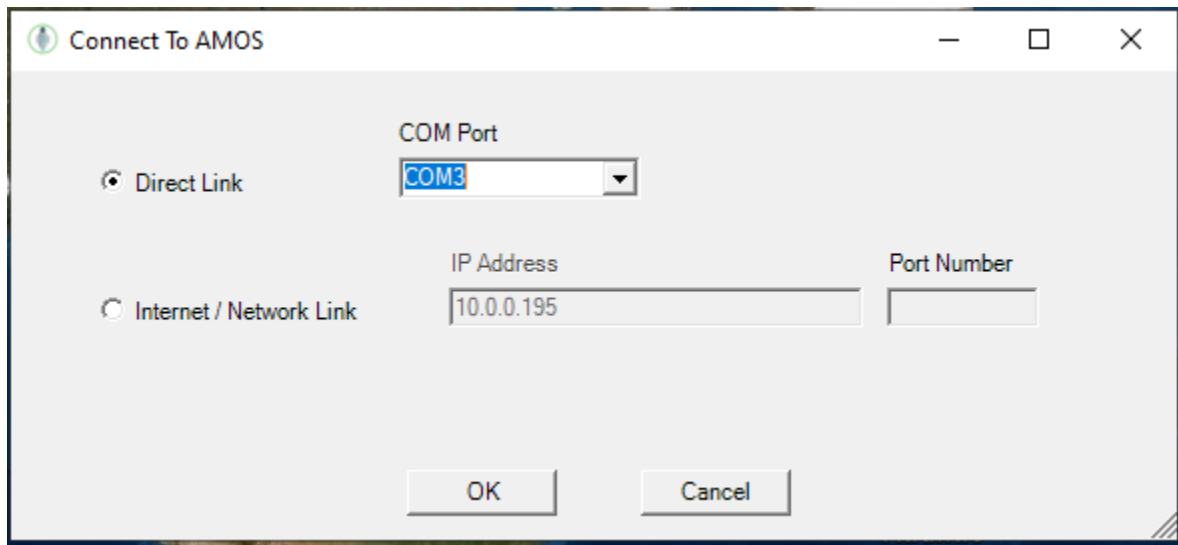 Connect To AMOS
COM Port
Direct Link
COM3
IP Address
Port Number
Internet / Network Link
10.0.0.195
OK
Cancel